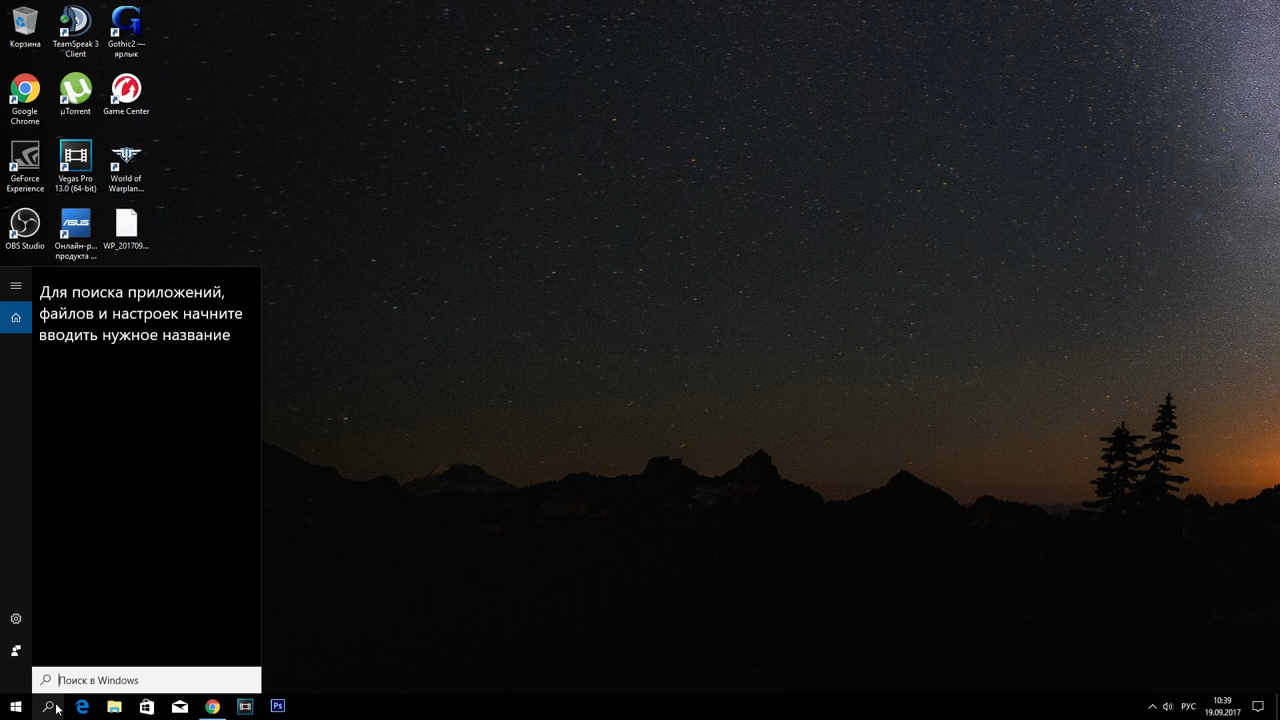 Корзина
TeamSpeak 3
Client
Gothic2 —
ярлык
Google
Chrome
µTorrent
Game Center
GeForce
Experience
Vegas Pro
13.0 (64-bit)
World of
Warplan...
OBS Studio
Онлайн-р...
продукта ...
WP_201709...
Для поиска приложений,
файлов и настроек начните
вводить нужное название
Поиск в Windows
РУС
10:39
19.09.2017
Ps
ASUS